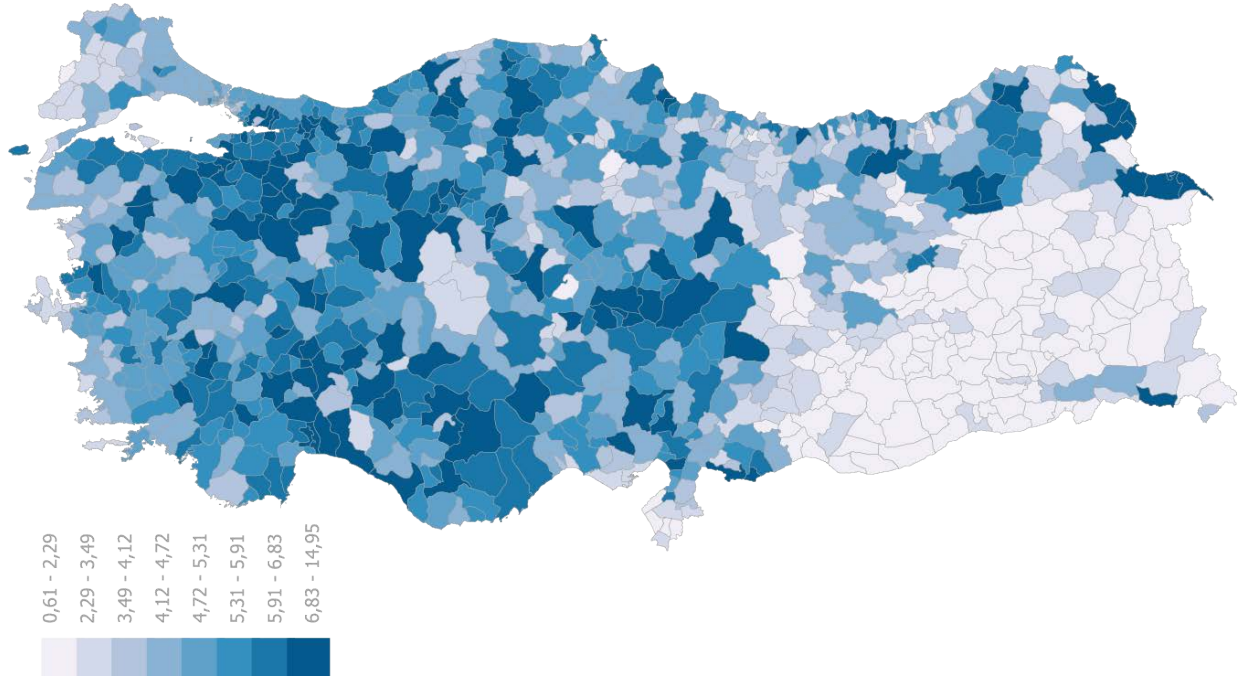 0,61 - 2,29
2,29 - 3,49
3,49 - 4,12
4,12 - 4,72
4,72 - 5,31
5,31 - 5,91
5,91 - 6,83
6,83 - 14,95